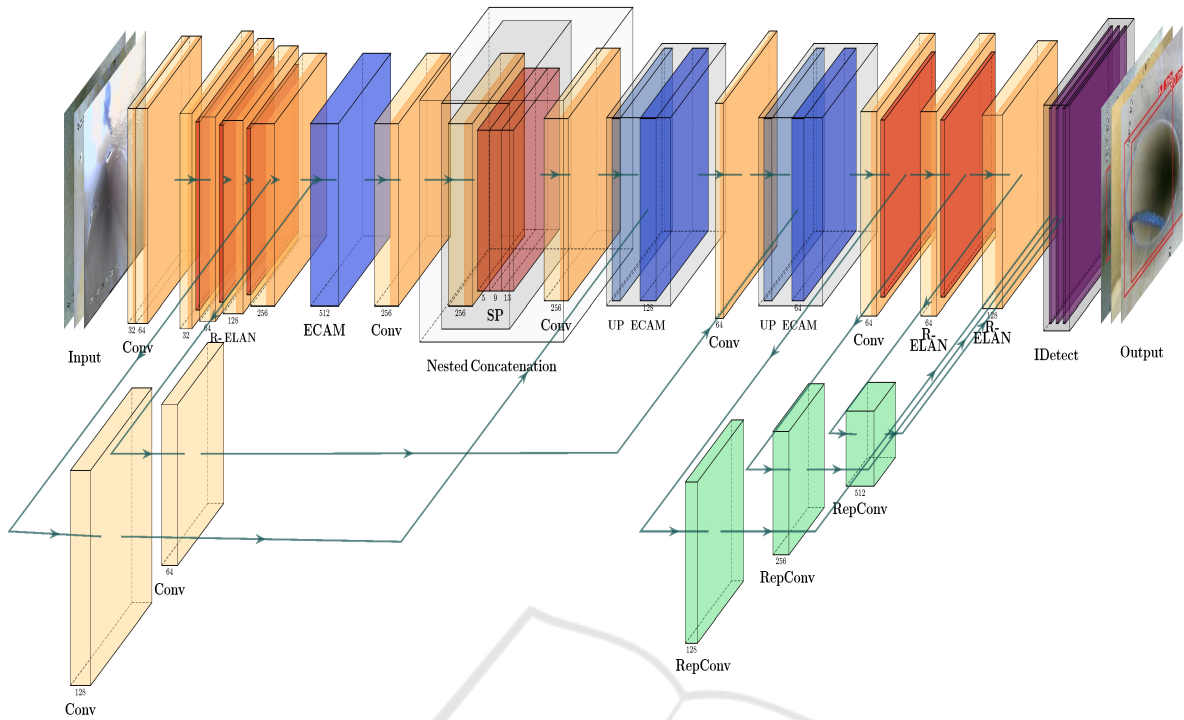 Input
32 64
Conv
32
64
128
256
R-ELAN
512
ECAM
256
Conv
256
5 9 13
SP
256
Conv
Nested Concatenation
128
UP ECAM
64
Conv
64
UP ECAM
64
Conv
64
R-
ELAN
128
R-
ELAN
IDetect
Output
128
Conv
64
Conv
128
RepConv
256
RepConv
512
RepConv